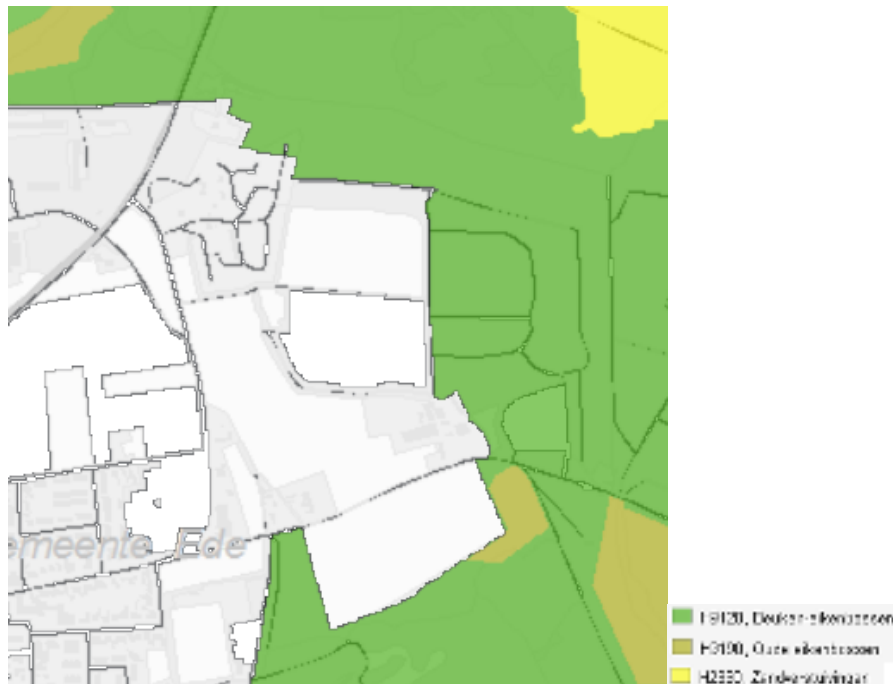 emeente Ede
H9120, Beuken-eikenbossen
H9190, Oude eikenbossen
H2330, Zandverstuivingen